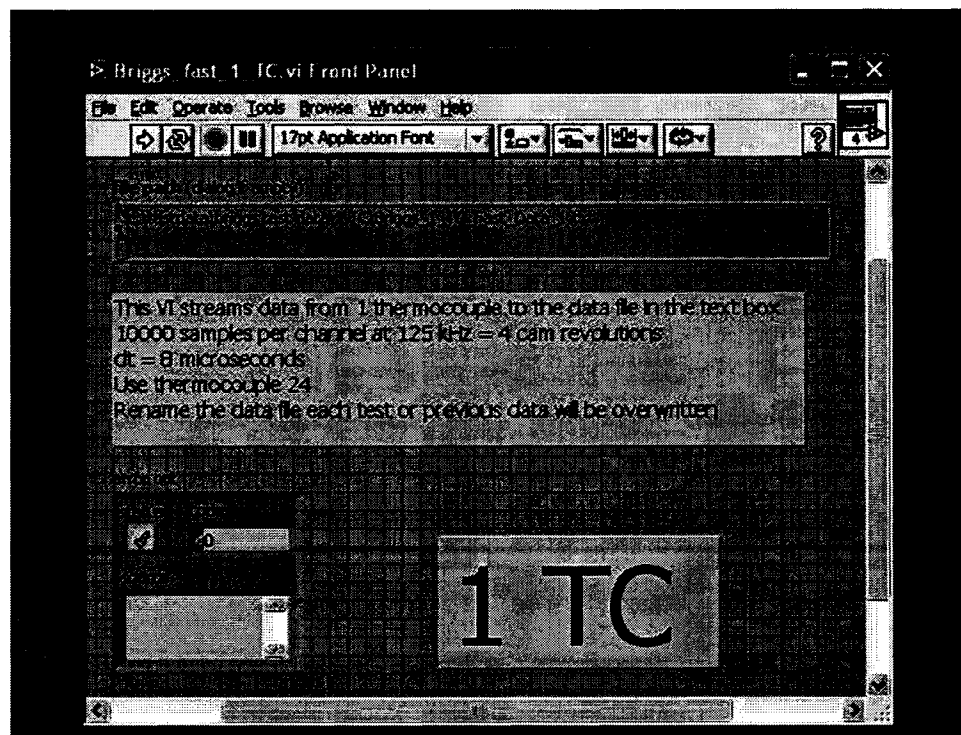 Briggs_fast_1_TC.vi Front Panel
File Edit Operate Tools Browse Window Help
17pt Application Font
4
This VI streams data from 1 thermocouple to the data file in the text box
10000 samples per channel at 125 kHz = 4 cam revolutions
dt = 8 microseconds
Use thermocouple 24
Rename the data file each test or previous data will be overwritten
0
1 TC